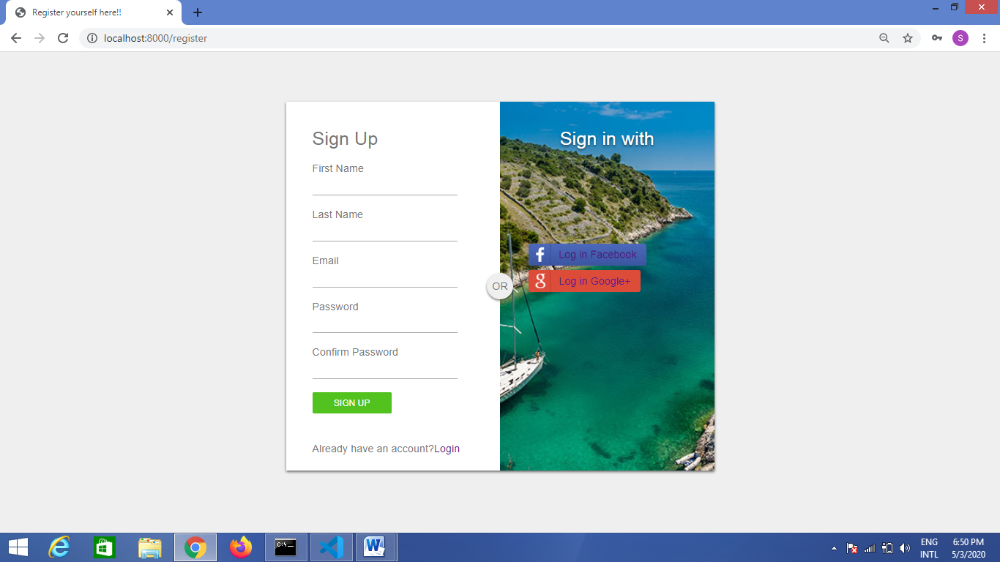 Register yourself here!!
localhost:8000/register
S
Sign Up
First Name
Last Name
Email
Password
Confirm Password
SIGN UP
Already have an account?Login
OR
Sign in with
f Log in Facebook
g Log in Google+
C:\_
W
ENG
INTL
6:50 PM
5/3/2020